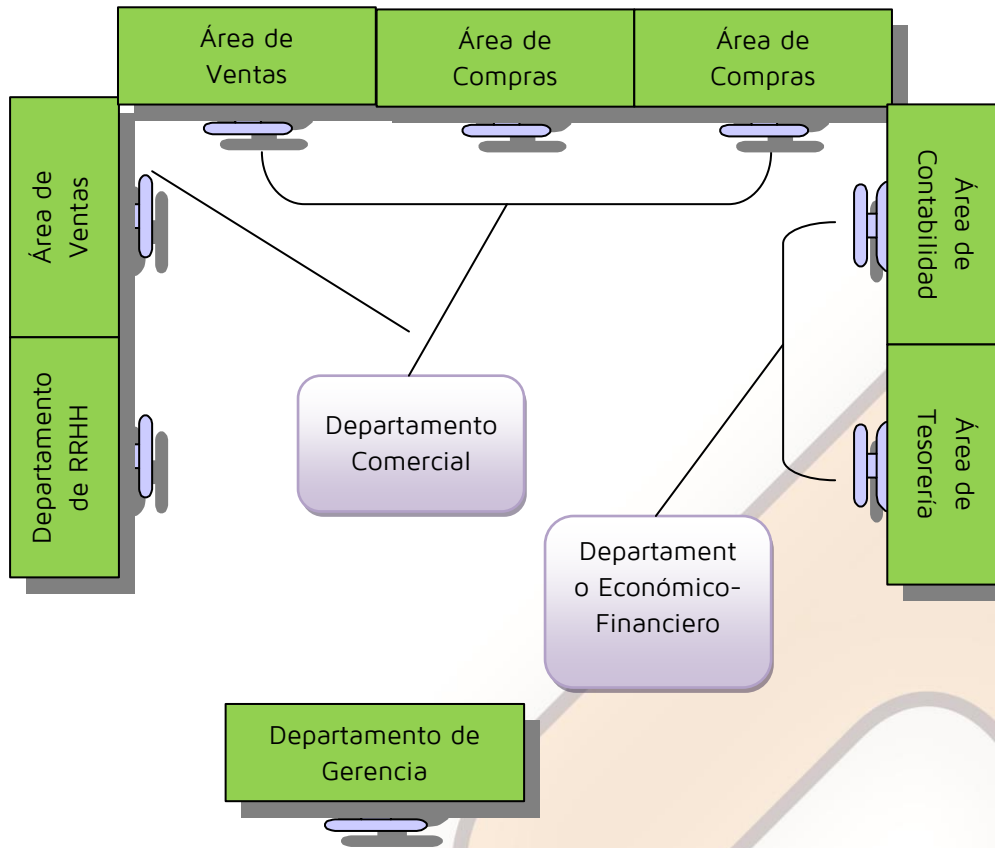 Área de
Ventas
Área de
Compras
Área de
Compras
Área de
Ventas
Área de
Contabilidad
Departamento
de RRHH
Área de
Tesorería
Departamento
Comercial
Departament
o Económico-
Financiero
Departamento de
Gerencia